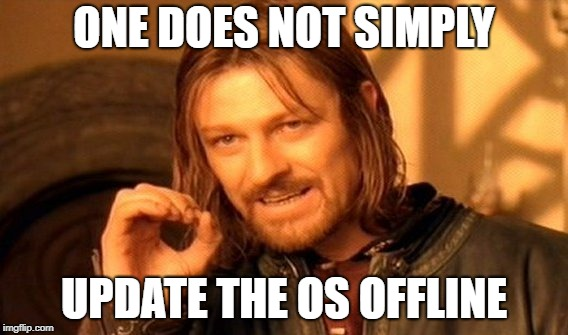 ONE DOES NOT SIMPLY
UPDATE THE OS OFFLINE
imgflip.com